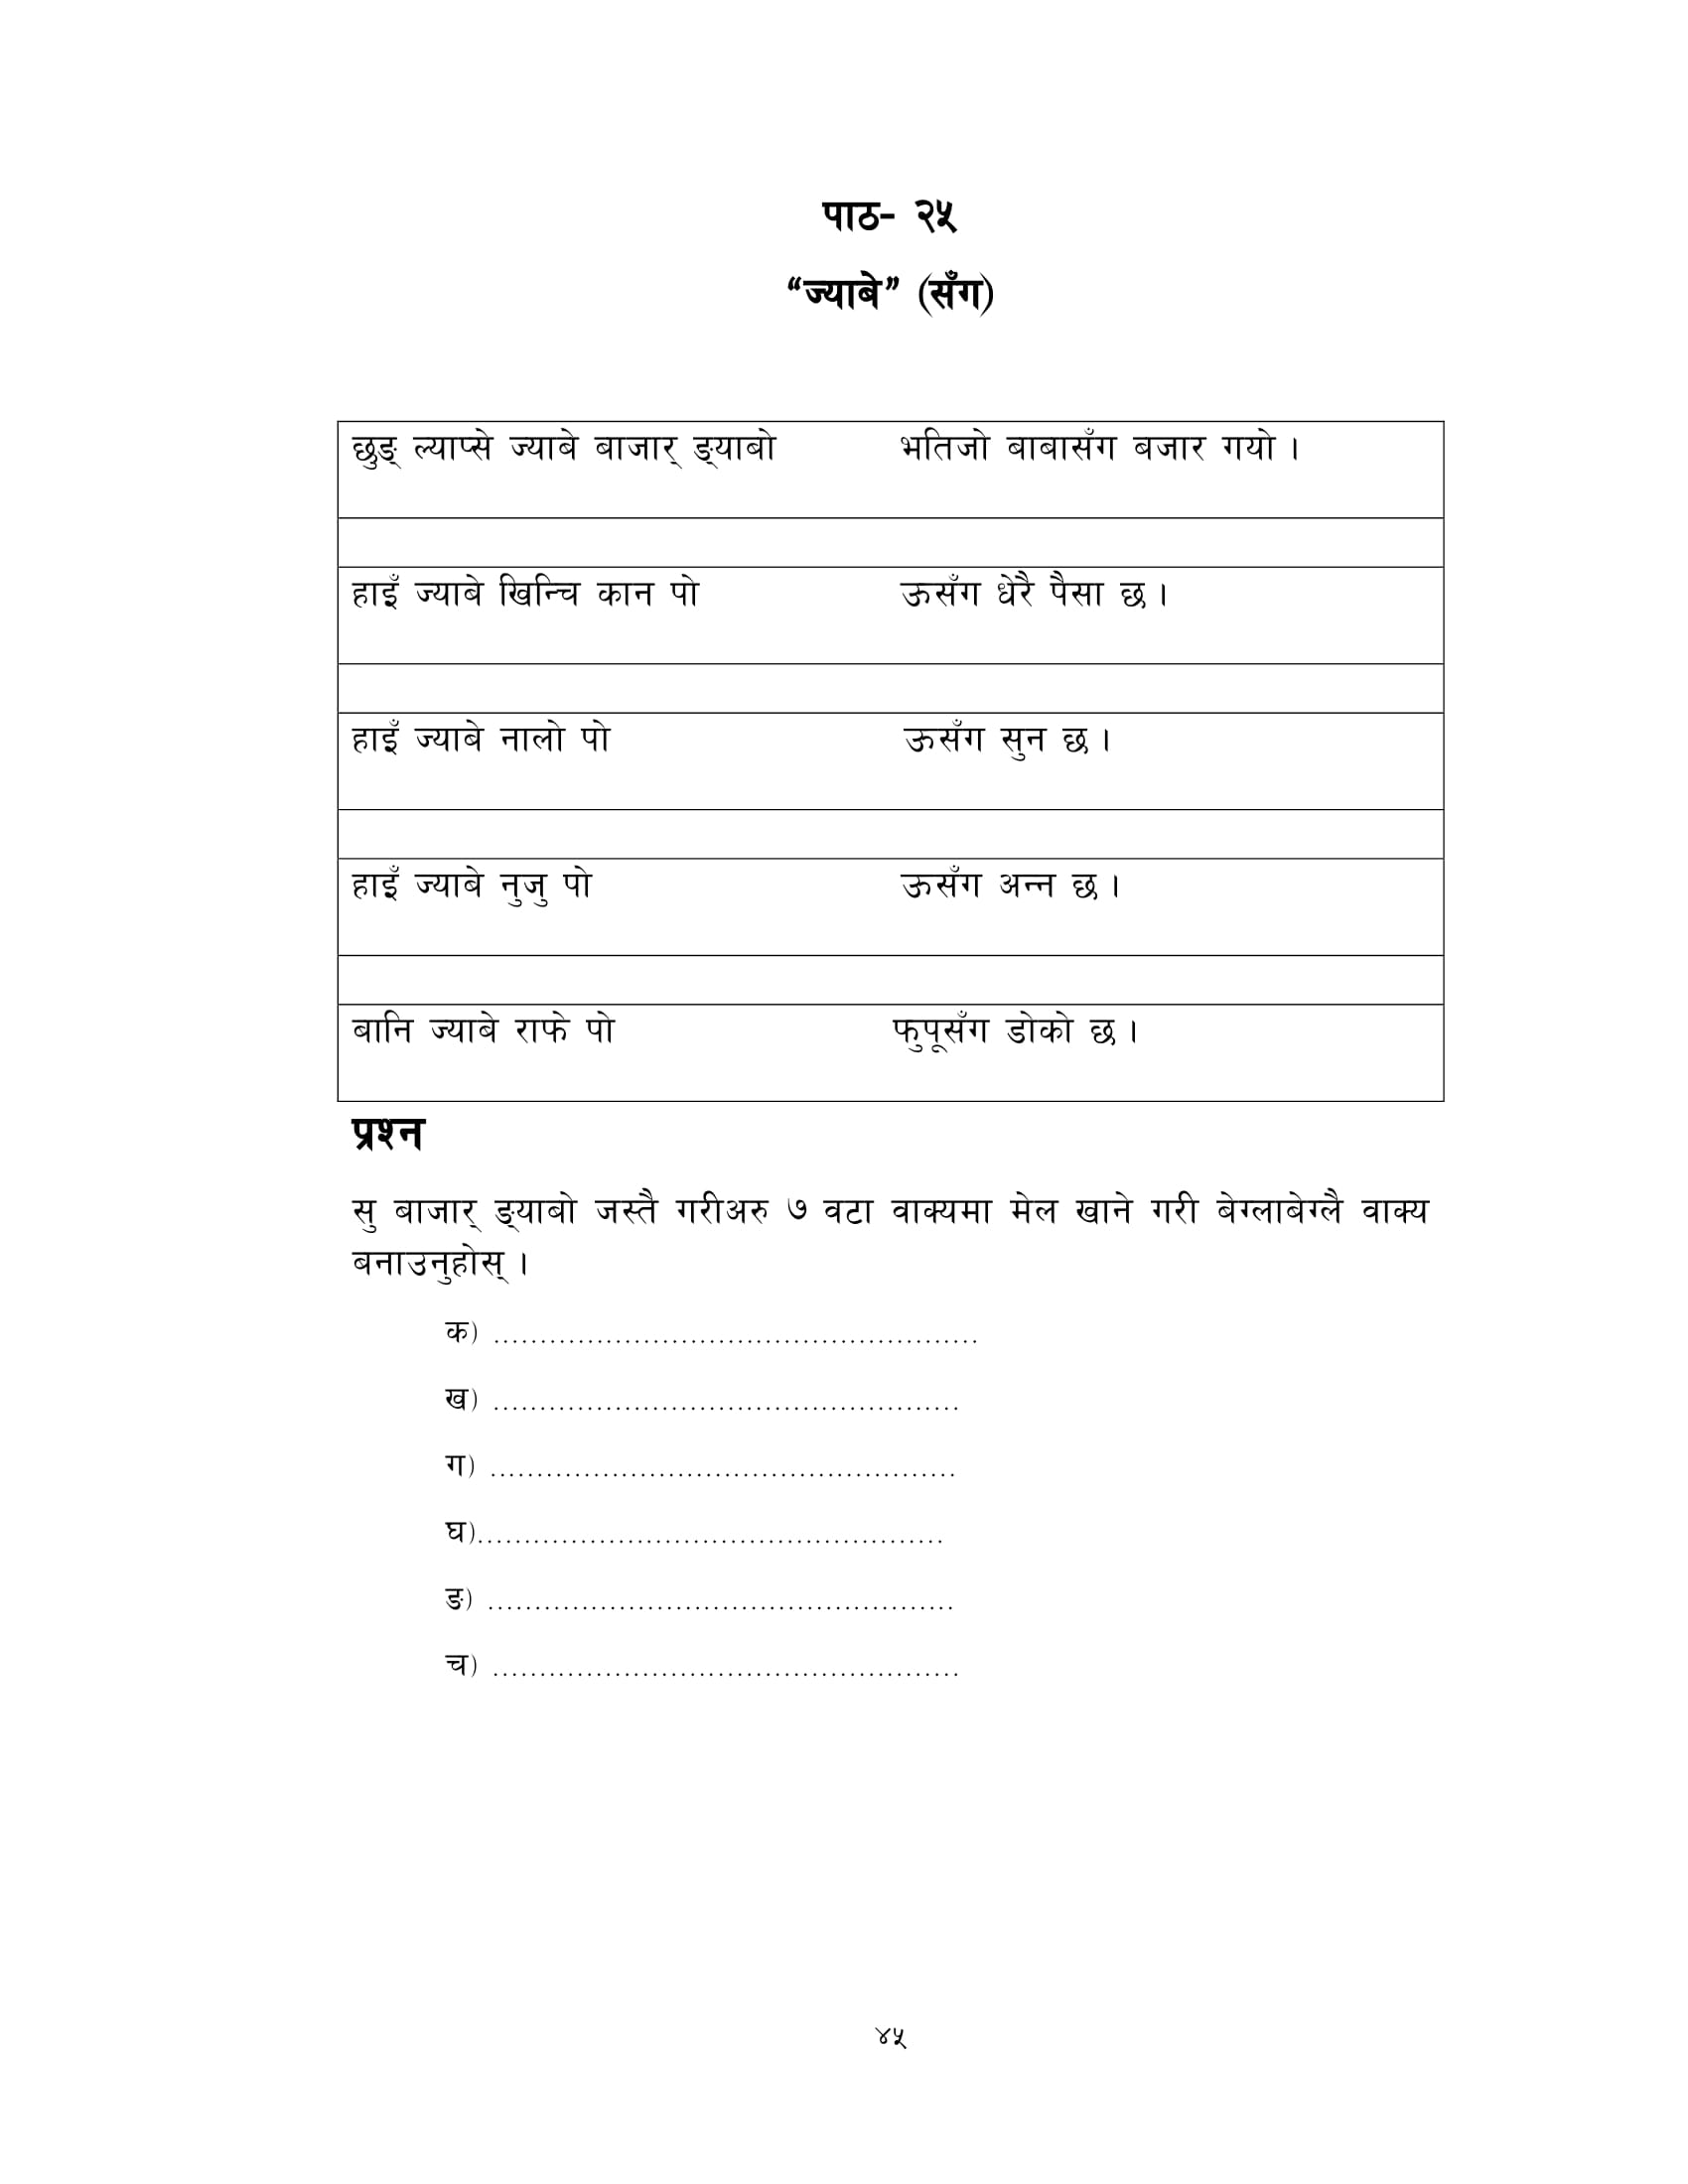 पाठ- २५
“ज्याबे” (सँग)
छुङ् ल्याप्से ज्याबे बाजार् ङ्याबो भतिजो बाबासँग बजार गयो ।
हाइँ ज्याबे खिन्चि कान पो ऊसँग धेरै पैसा छ ।
हाइँ ज्याबे नालो पो ऊसँग सुन छ ।
हाइँ ज्याबे नुजु पो ऊसँग अन्न छ ।
बानि ज्याबे राफे पो फुपूसँग डोको छ ।
प्रश्न
सु बाजार् ङ्याबो जस्तै गरीअरु ७ वटा वाक्यमा मेल खाने गरी बेग्लाबेग्लै वाक्य
बनाउनुहोस् ।
क) ....................................................
ख) ..................................................
ग) ..................................................
घ)..................................................
ङ) ..................................................
च) ..................................................
४५